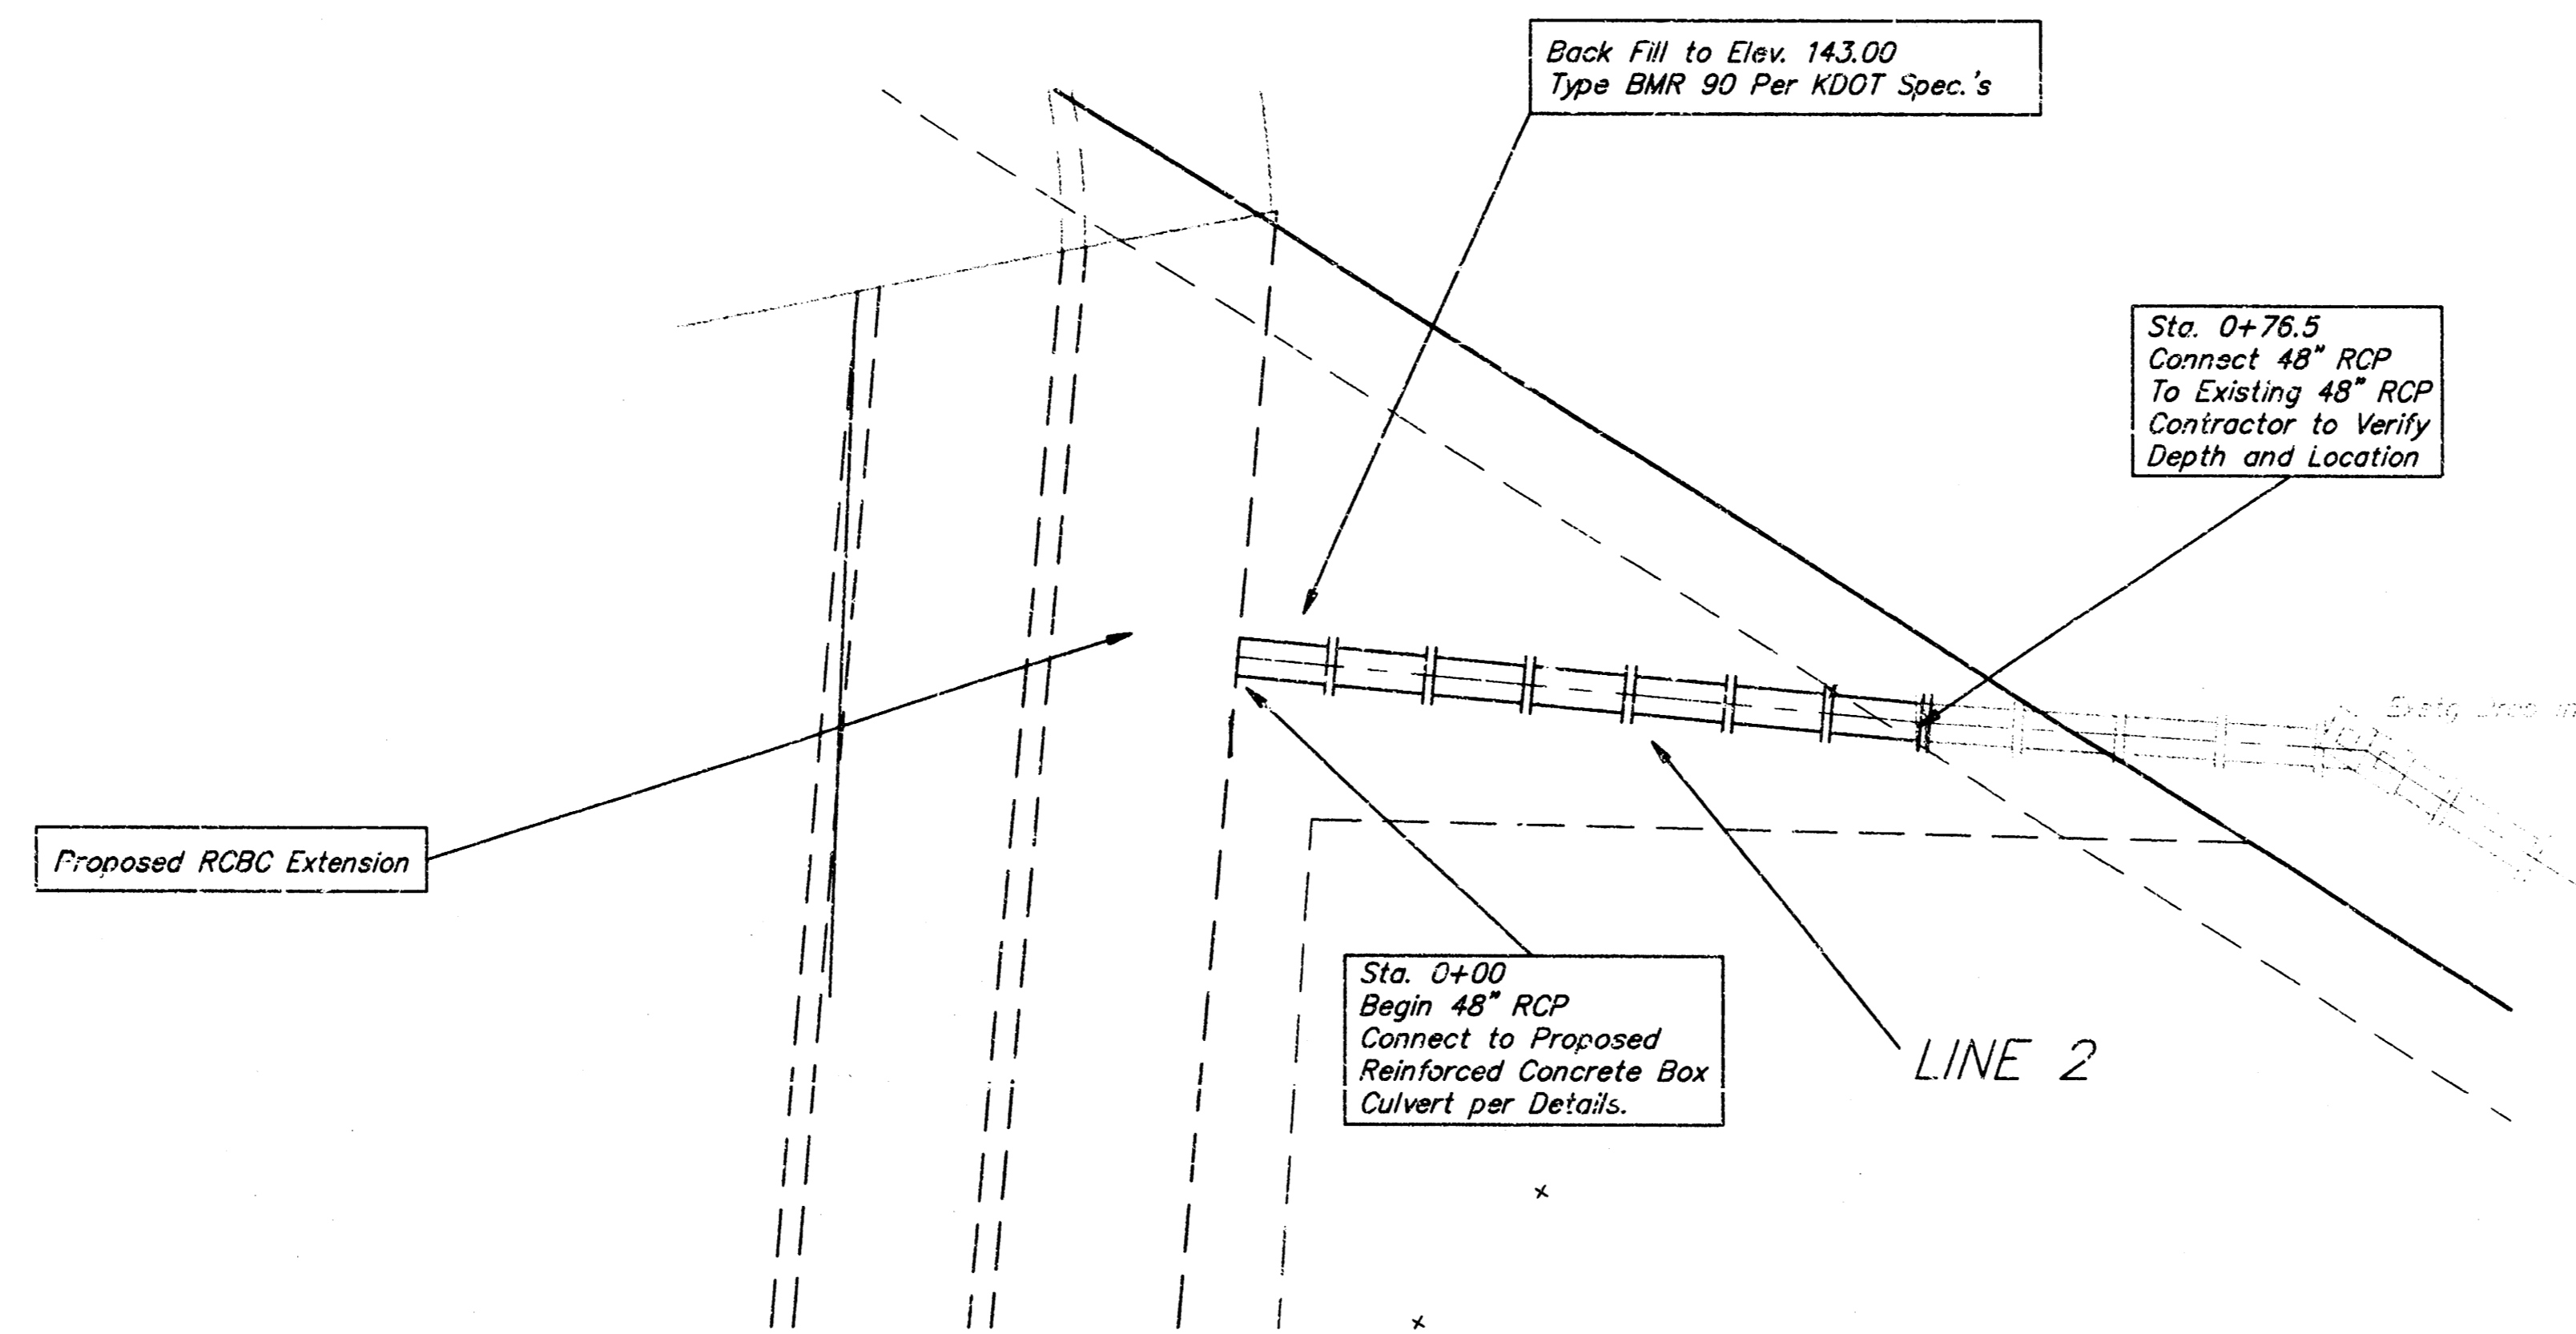 Back Fill to Elev. 143.00
Type BMR 90 Per KDOT Spec.'s
Sta. 0+76.5
Connect 48" RCP
To Existing 48" RCP
Contractor to Verify
Depth and Location
Proposed RCBC Extension
Sta. 0+00
Begin 48" RCP
Connect to Proposed
Reinforced Concrete Box
Culvert per Details.
LINE 2